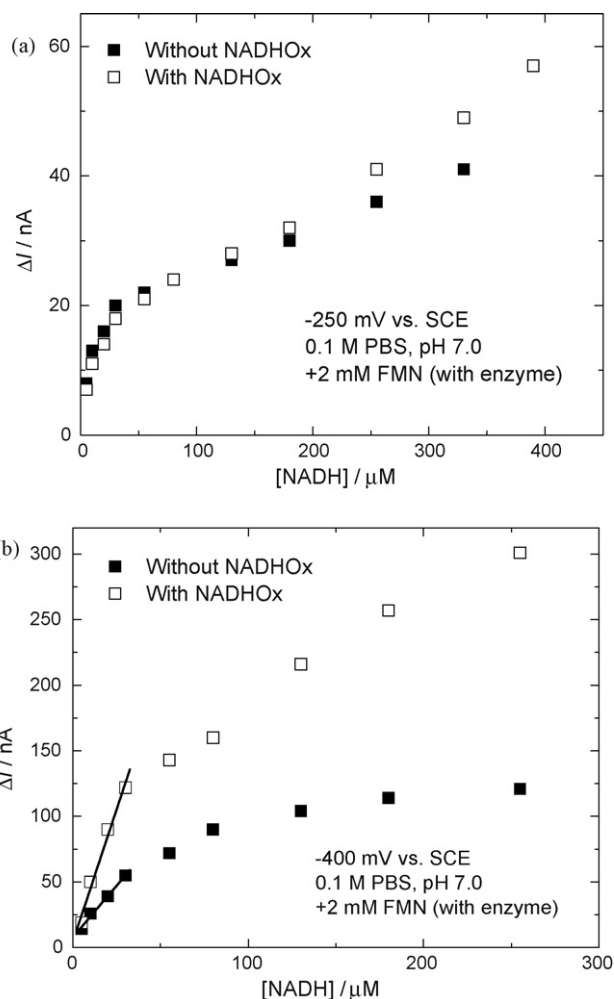 (a)
60
Without NADHOx
With NADHOx
40
ΔI / nA
20
-250 mV vs. SCE
0.1 M PBS, pH 7.0
+2 mM FMN (with enzyme)
0
0 100 200 300 400
[NADH] / μM
(b)
300
Without NADHOx
With NADHOx
250
200
ΔI / nA
150
100
-400 mV vs. SCE
0.1 M PBS, pH 7.0
50
+2 mM FMN (with enzyme)
0
0 100 200 300
[NADH] / μM